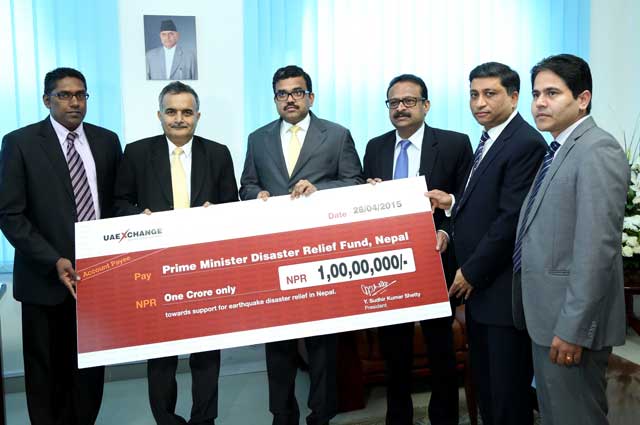 UAEXCHANGE
Date : 28/04/2015
Account Payee
Pay Prime Minister Disaster Relief Fund, Nepal
NPR One Crore only
NPR 1,00,00,000/-
towards support for earthquake disaster relief in Nepal.
Y. Sudhir Kumar Shetty
President